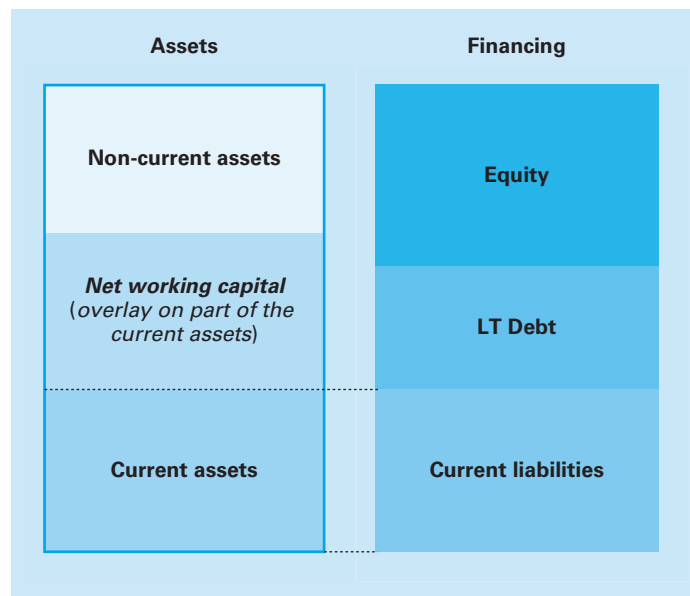 Assets
Financing
Non-current assets
Equity
Net working capital
(overlay on part of the
current assets)
LT Debt
Current assets
Current liabilities